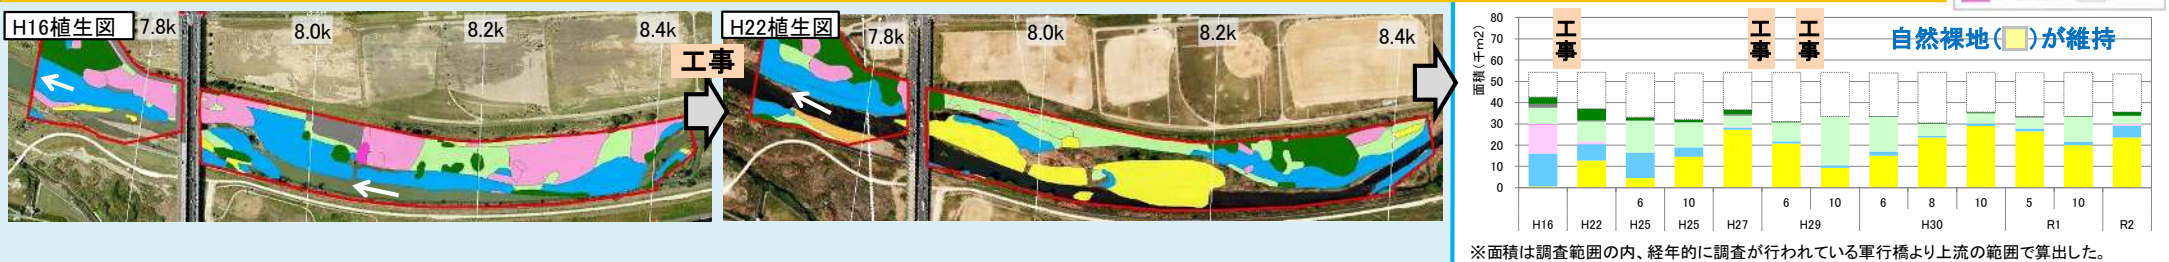 H16植生図
7.8k
8.0k
8.2k
8.4k
工事
H22植生図
7.8k
8.0k
8.2k
8.4k
面積(千m2)
80
70
60
50
40
30
20
10
0
工事
工事
工事
自然裸地( )が維持
6 10 6 10 6 8 10 5 10
H16 H22 H25 H25 H27 H29 H30 R1 R2
※面積は調査範囲の内、経年的に調査が行われている軍行橋より上流の範囲で算出した。